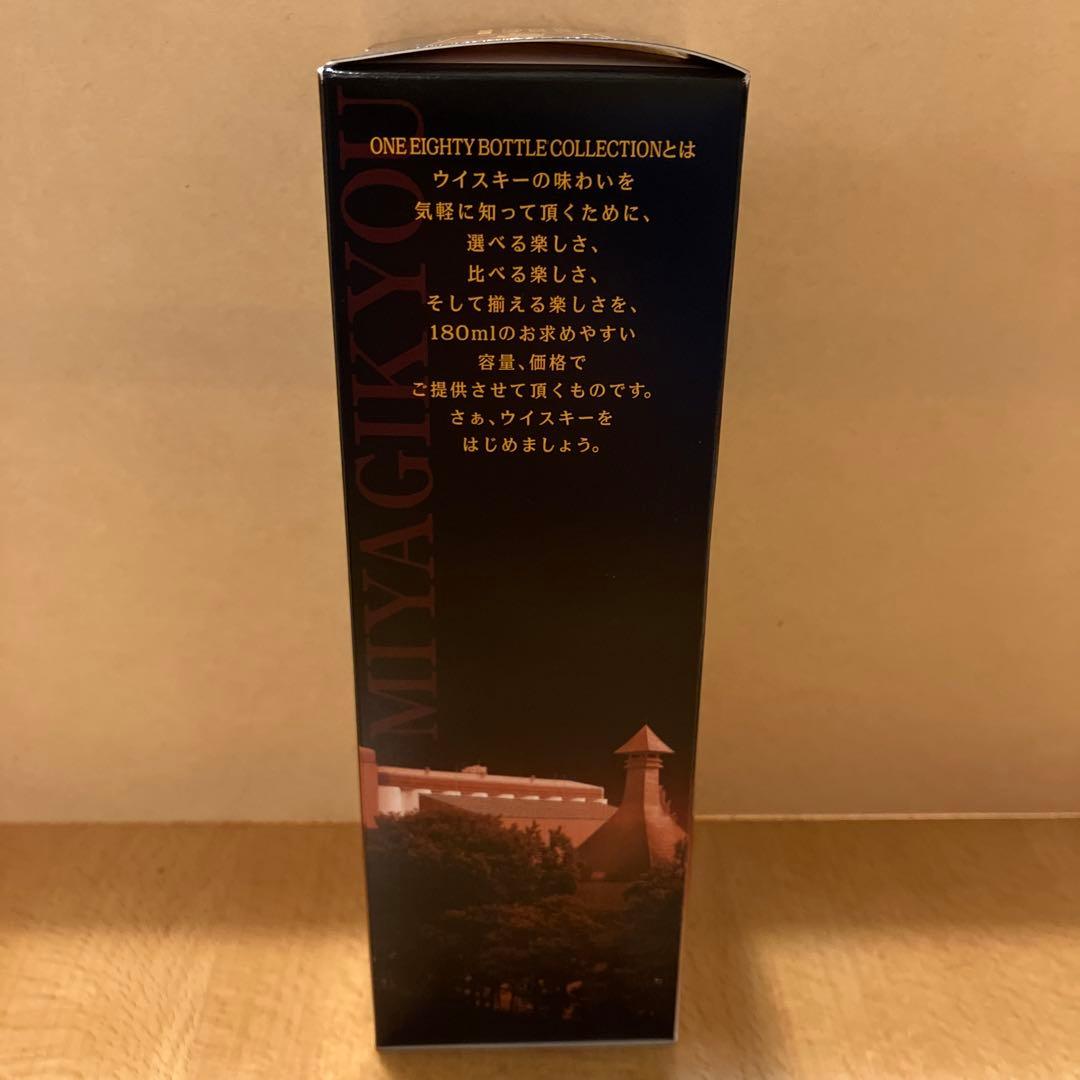 ONE EIGHTY BOTTLE COLLECTIONとは
ウイスキーの味わいを
気軽に知って頂くために、
選べる楽しさ、
比べる楽しさ、
そして揃える楽しさを、
180mlのお求めやすい
容量、価格で
ご提供させて頂くものです。
さぁ、ウイスキーを
はじめましょう。
MIYAGIKYOU